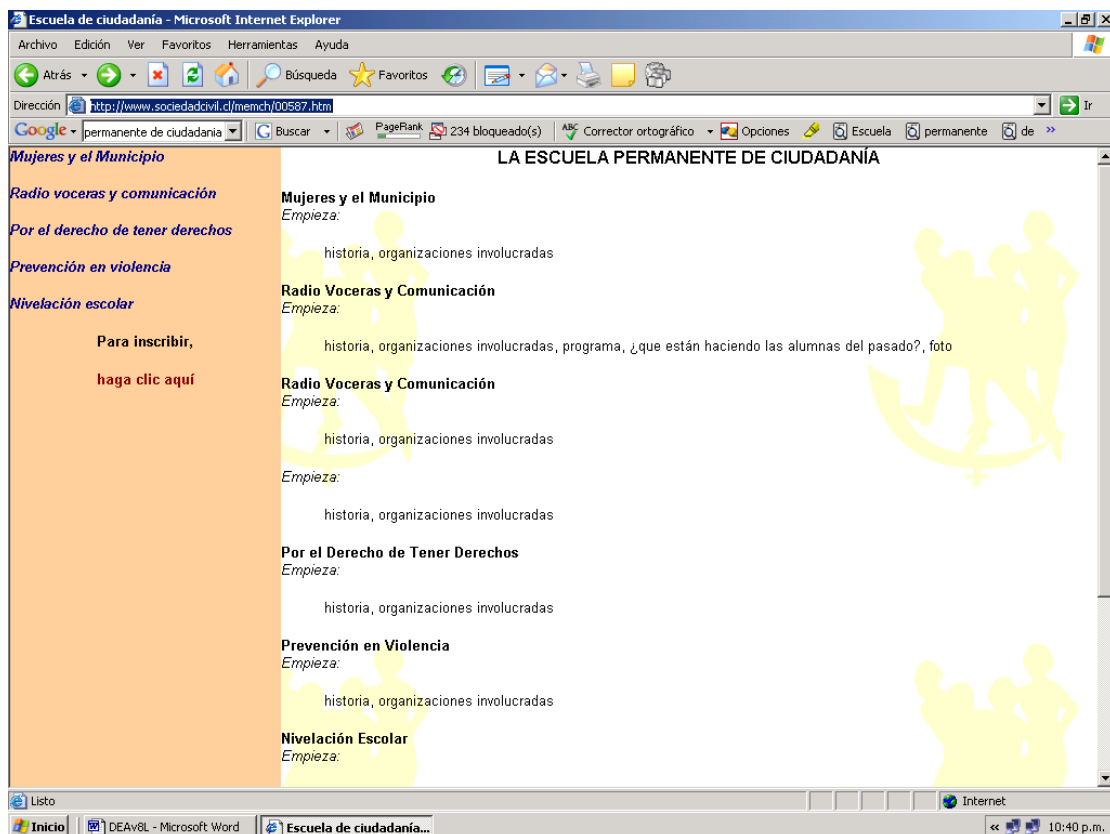 Escuela de ciudadanía - Microsoft Internet Explorer
Archivo Edición Ver Favoritos Herramientas Ayuda
Atrás Búsqueda Favoritos
Dirección http://www.sociedadcivil.cl/memch/00587.htm Ir
Google permanente de ciudadania Buscar PageRank 234 bloqueado(s) ABC Corrector ortográfico Opciones Escuela permanente de »
Mujeres y el Municipio
Radio voceras y comunicación
Por el derecho de tener derechos
Prevención en violencia
Nivelación escolar
Para inscribir,
haga clic aquí
LA ESCUELA PERMANENTE DE CIUDADANÍA
Mujeres y el Municipio
Empieza:
historia, organizaciones involucradas
Radio Voceras y Comunicación
Empieza:
historia, organizaciones involucradas, programa, ¿que están haciendo las alumnas del pasado?, foto
Radio Voceras y Comunicación
Empieza:
historia, organizaciones involucradas
Empieza:
historia, organizaciones involucradas
Por el Derecho de Tener Derechos
Empieza:
historia, organizaciones involucradas
Prevención en Violencia
Empieza:
historia, organizaciones involucradas
Nivelación Escolar
Empieza:
Listo Internet
Inicio DEAv8L - Microsoft Word Escuela de ciudadanía... « 10:40 p.m.